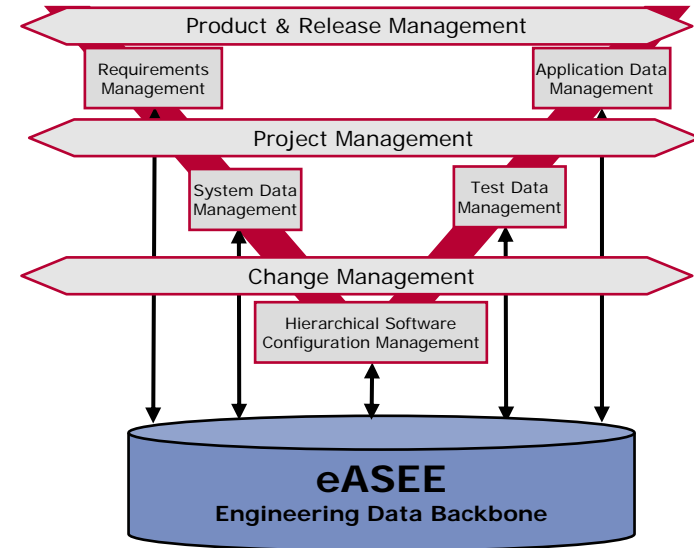 Product & Release Management
Requirements
Management
Application Data
Management
Project Management
System Data
Management
Test Data
Management
Change Management
Hierarchical Software
Configuration Management
eASEE
Engineering Data Backbone